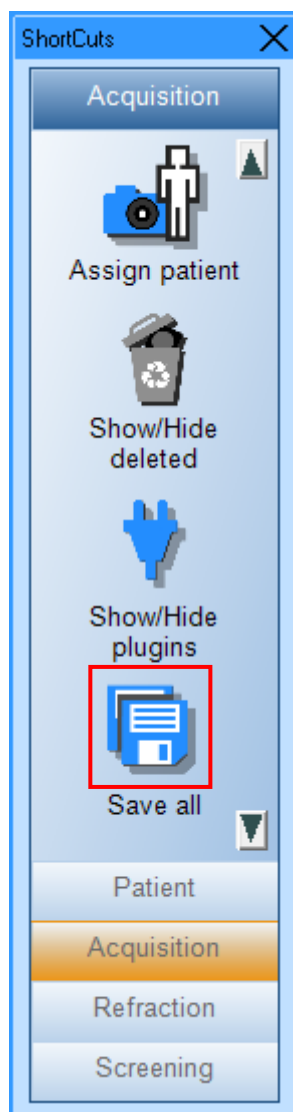 ShortCuts
Acquisition
Assign patient
Show/Hide
deleted
Show/Hide
plugins
Save all
Patient
Acquisition
Refraction
Screening